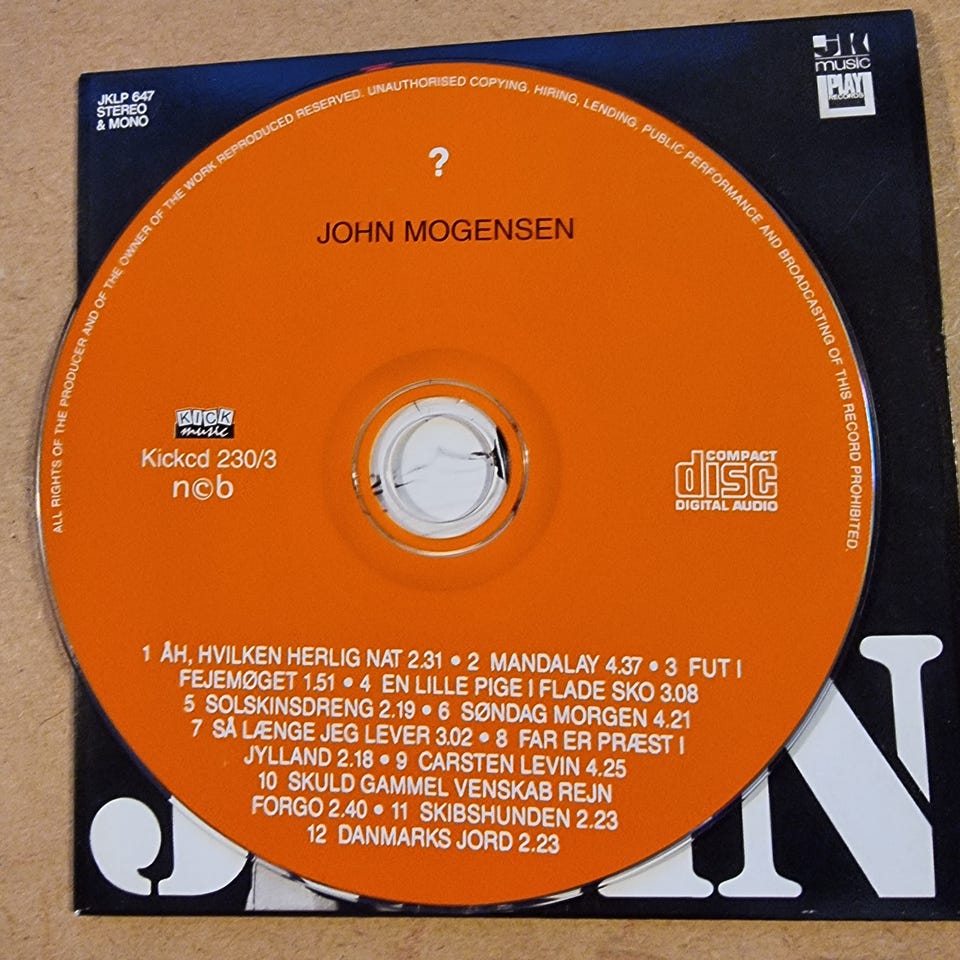 JKLP 647
STEREO
& MONO
JK
music
PLAY
RECORDS
ALL RIGHTS OF THE PRODUCER AND OF THE OWNER OF THE WORK REPRODUCED RESERVED. UNAUTHORISED COPYING, HIRING, LENDING, PUBLIC PERFORMANCE AND BROADCASTING OF THIS RECORD PROHIBITED.
?
JOHN MOGENSEN
KICK
music
Kickcd 230/3
n©b
COMPACT
disc
DIGITAL AUDIO
1 ÅH, HVILKEN HERLIG NAT 2.31 • 2 MANDALAY 4.37 • 3 FUT I
FEJEMØGET 1.51 • 4 EN LILLE PIGE I FLADE SKO 3.08
5 SOLSKINSDRENG 2.19 • 6 SØNDAG MORGEN 4.21
7 SÅ LÆNGE JEG LEVER 3.02 • 8 FAR ER PRÆST I
JYLLAND 2.18 • 9 CARSTEN LEVIN 4.25
10 SKULD GAMMEL VENSKAB REJN
FORGO 2.40 • 11 SKIBSHUNDEN 2.23
12 DANMARKS JORD 2.23